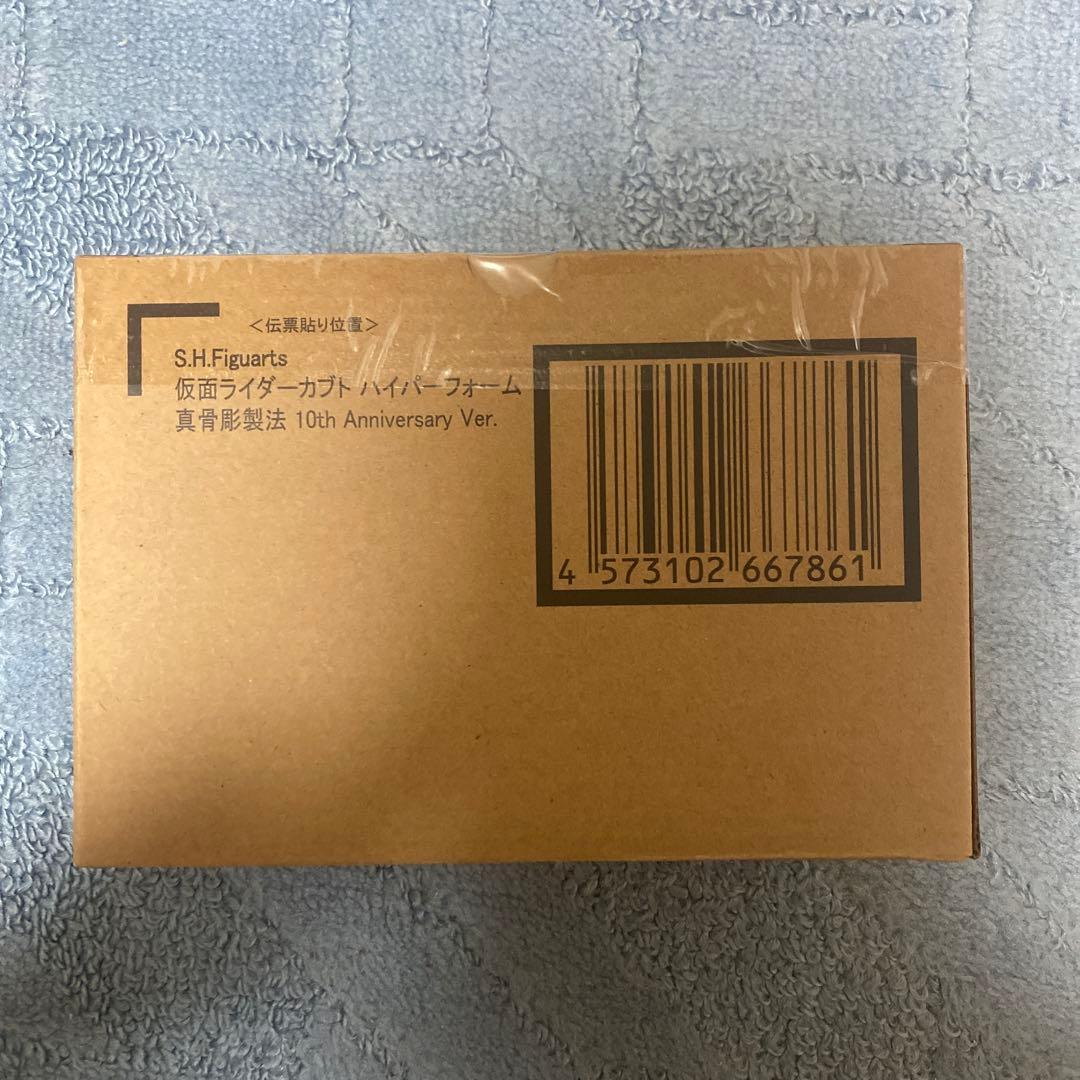 ＜伝票貼り位置＞
S.H.Figuarts
仮面ライダーカブト ハイパーフォーム
真骨彫製法 10th Anniversary Ver.
4 573102 667861